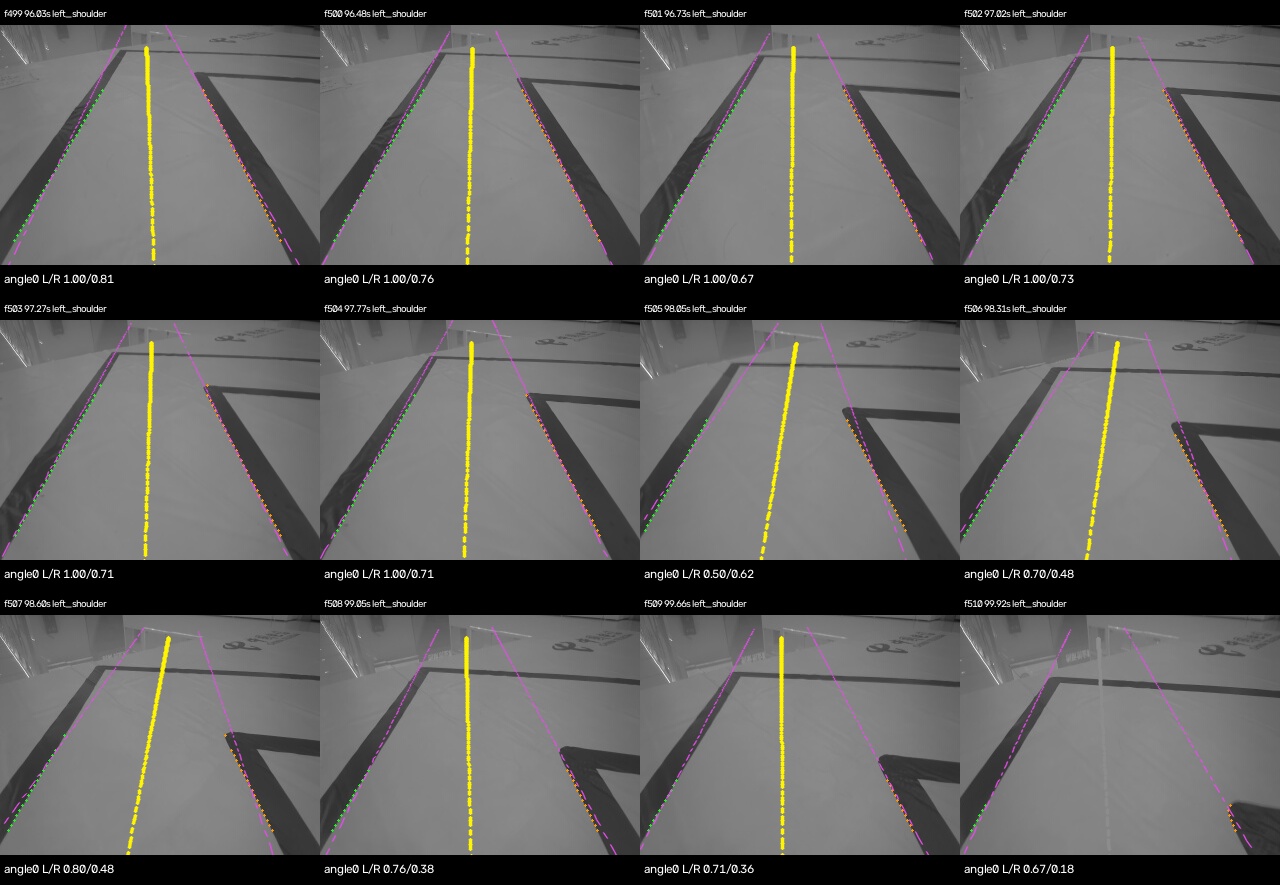 f499 96.03s left_shoulder
f500 96.48s left_shoulder
f501 96.73s left_shoulder
f502 97.02s left_shoulder
angle0 L/R 1.00/0.81
angle0 L/R 1.00/0.76
angle0 L/R 1.00/0.67
angle0 L/R 1.00/0.73
f503 97.27s left_shoulder
f504 97.77s left_shoulder
f505 98.05s left_shoulder
f506 98.31s left_shoulder
angle0 L/R 1.00/0.71
angle0 L/R 1.00/0.71
angle0 L/R 0.50/0.62
angle0 L/R 0.70/0.48
f507 98.60s left_shoulder
f508 99.05s left_shoulder
f509 99.66s left_shoulder
f510 99.92s left_shoulder
angle0 L/R 0.80/0.48
angle0 L/R 0.76/0.38
angle0 L/R 0.71/0.36
angle0 L/R 0.67/0.18